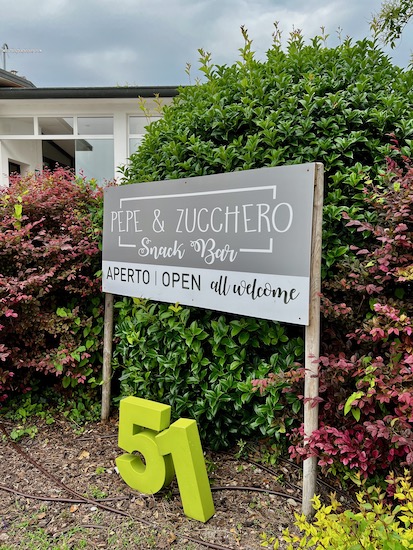 PEPE & ZUCCHERO
Snack Bar
APERTO | OPEN all welcome
51